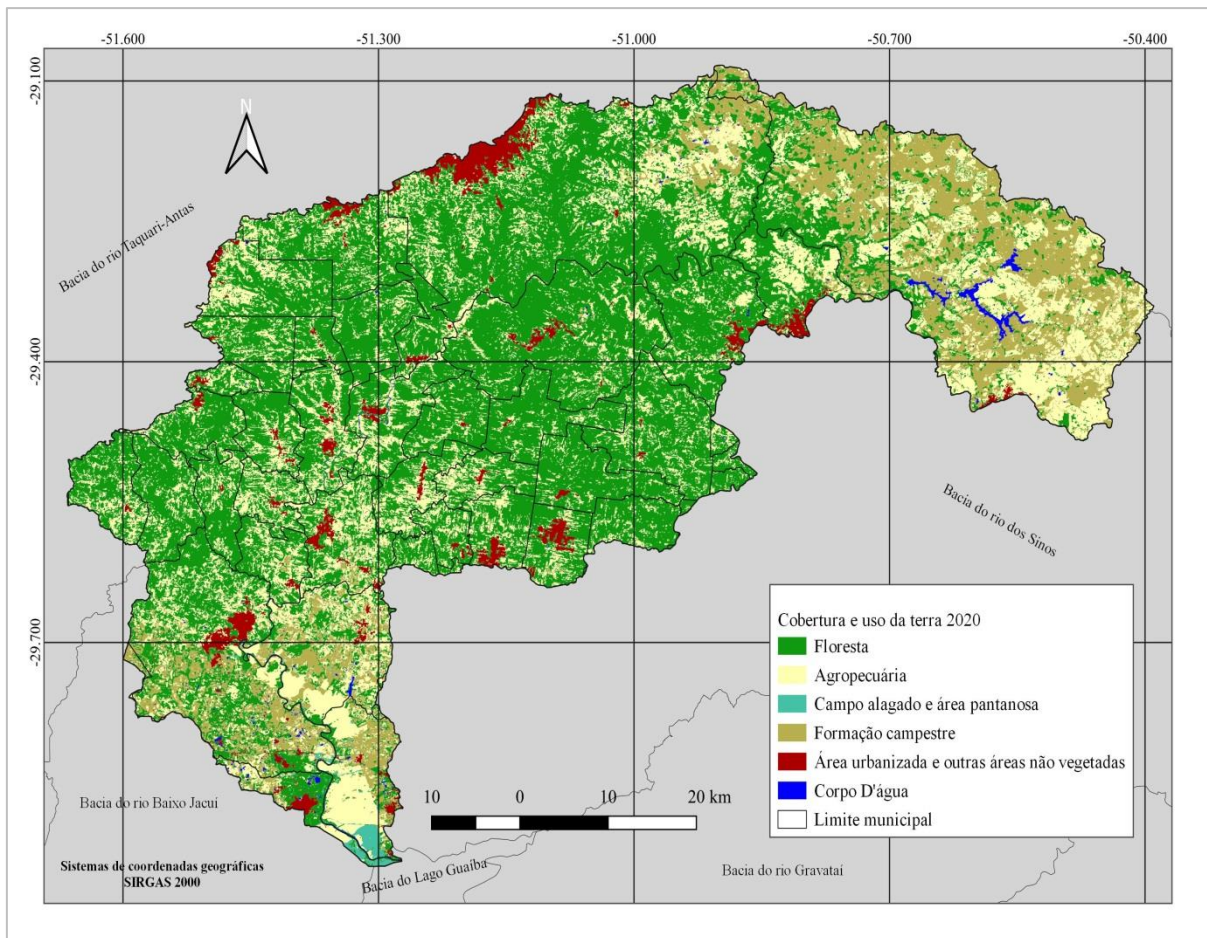 -51.600 -51.300 -51.000 -50.700 -50.400
-29.100
N
Bacia do rio Taquari-Antas
-29.400
Bacia do rio dos Sinos
-29.700
Cobertura e uso da terra 2020
Floresta
Agropecuária
Campo alagado e área pantanosa
Formação campestre
Área urbanizada e outras áreas não vegetadas
Corpo D'água
Limite municipal
Bacia do rio Baixo Jacuí
10 0 10 20 km
Sistemas de coordenadas geográficas
SIRGAS 2000
Bacia do Lago Guaíba
Bacia do rio Gravataí